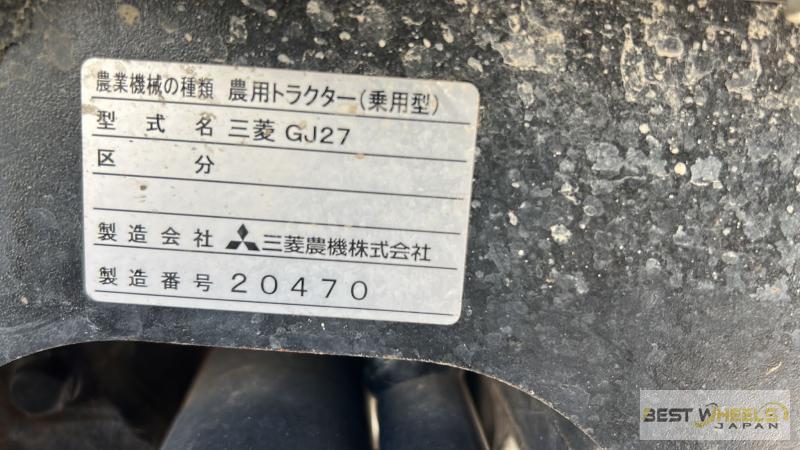 農業機械の種類 農用トラクター(乗用型)
型式名 三菱 GJ27
区分
製造会社 三菱農機株式会社
製造番号 20470
BEST WHEELS
JAPAN